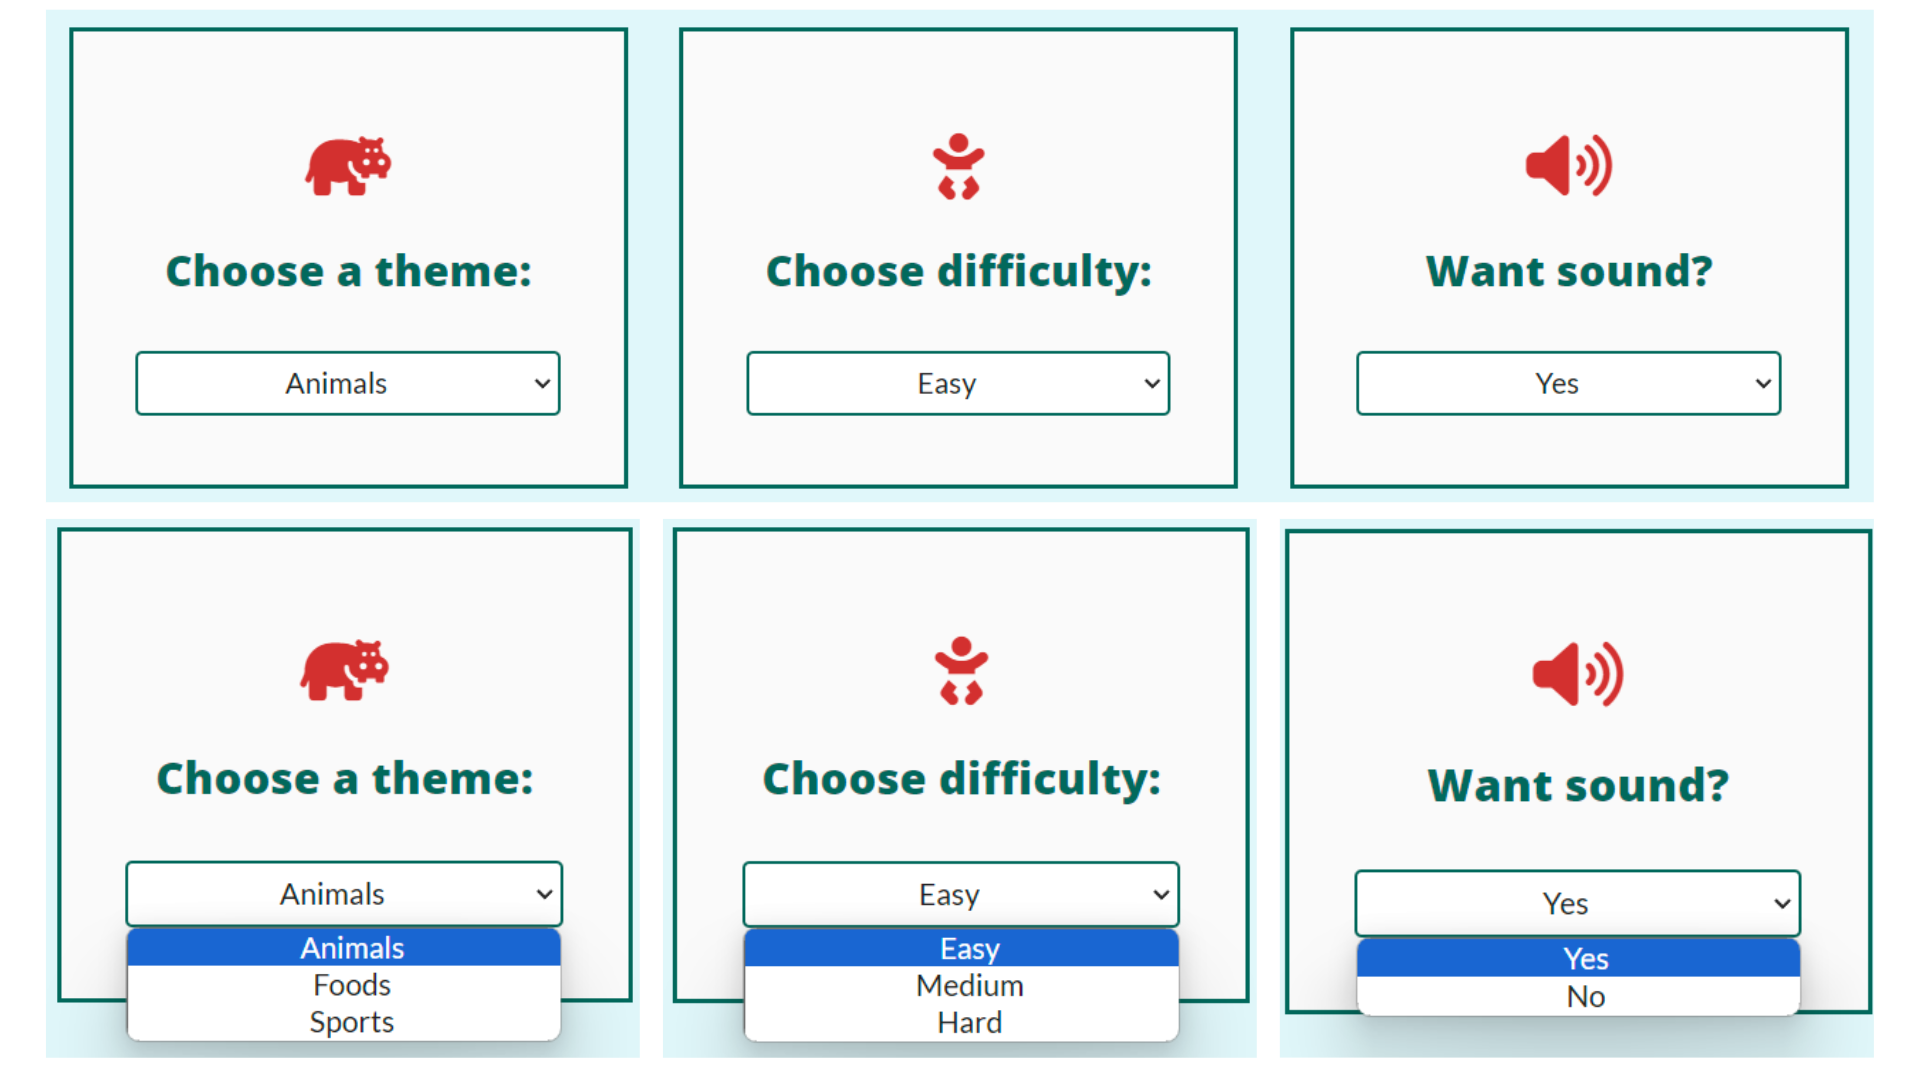 Choose a theme:
Animals
Choose difficulty:
Easy
Want sound?
Yes
Choose a theme:
Animals
Animals
Foods
Sports
Choose difficulty:
Easy
Easy
Medium
Hard
Want sound?
Yes
Yes
No